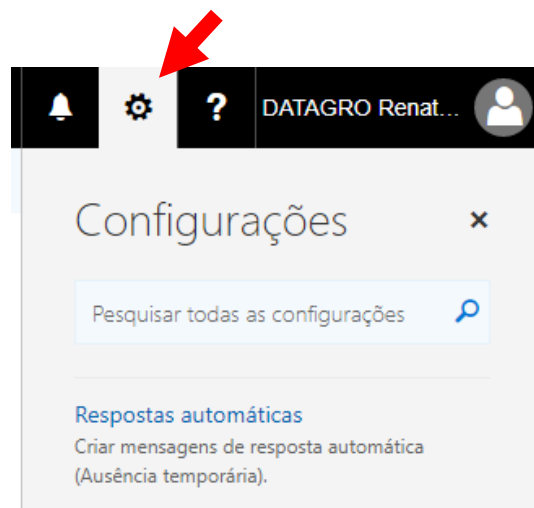 ? DATAGRO Renat...
Configurações ×
Pesquisar todas as configurações
Respostas automáticas
Criar mensagens de resposta automática
(Ausência temporária).